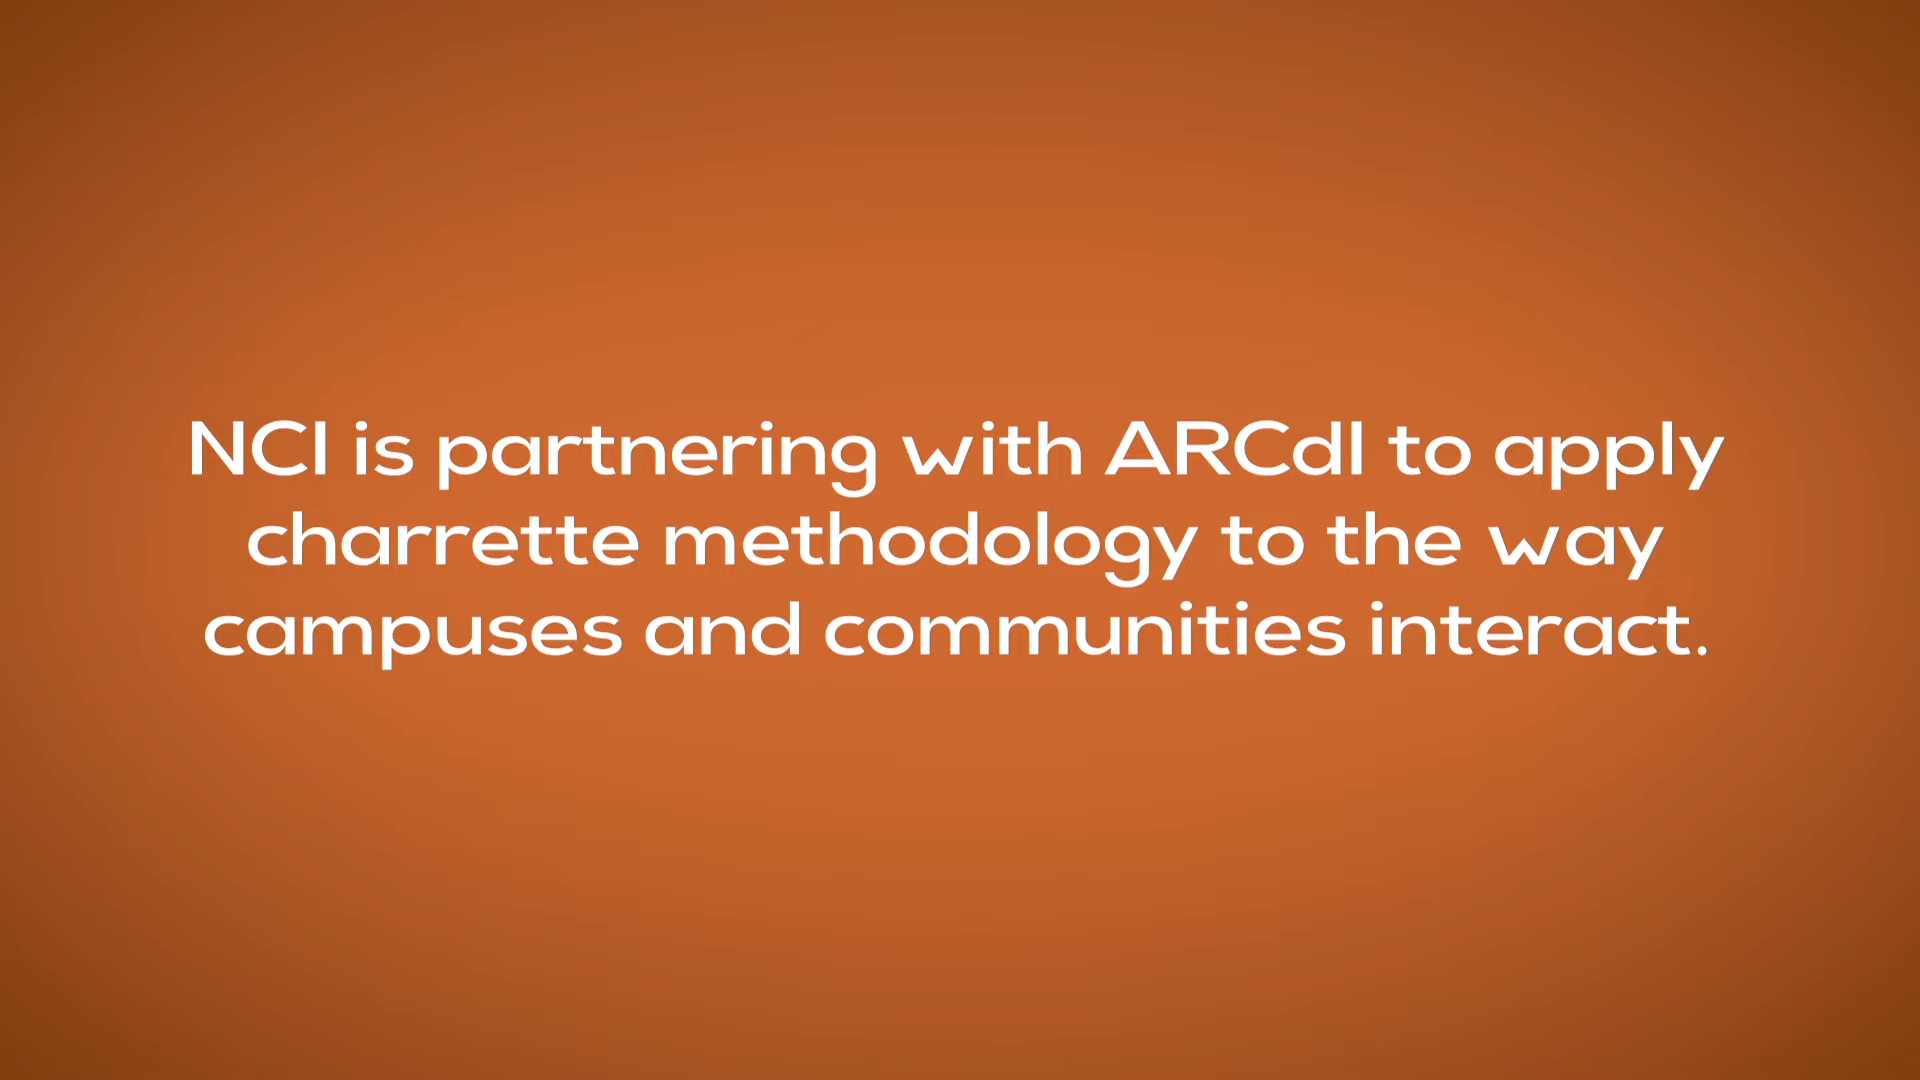 NCI is partnering with ARCdI to apply
charrette methodology to the way
campuses and communities interact.